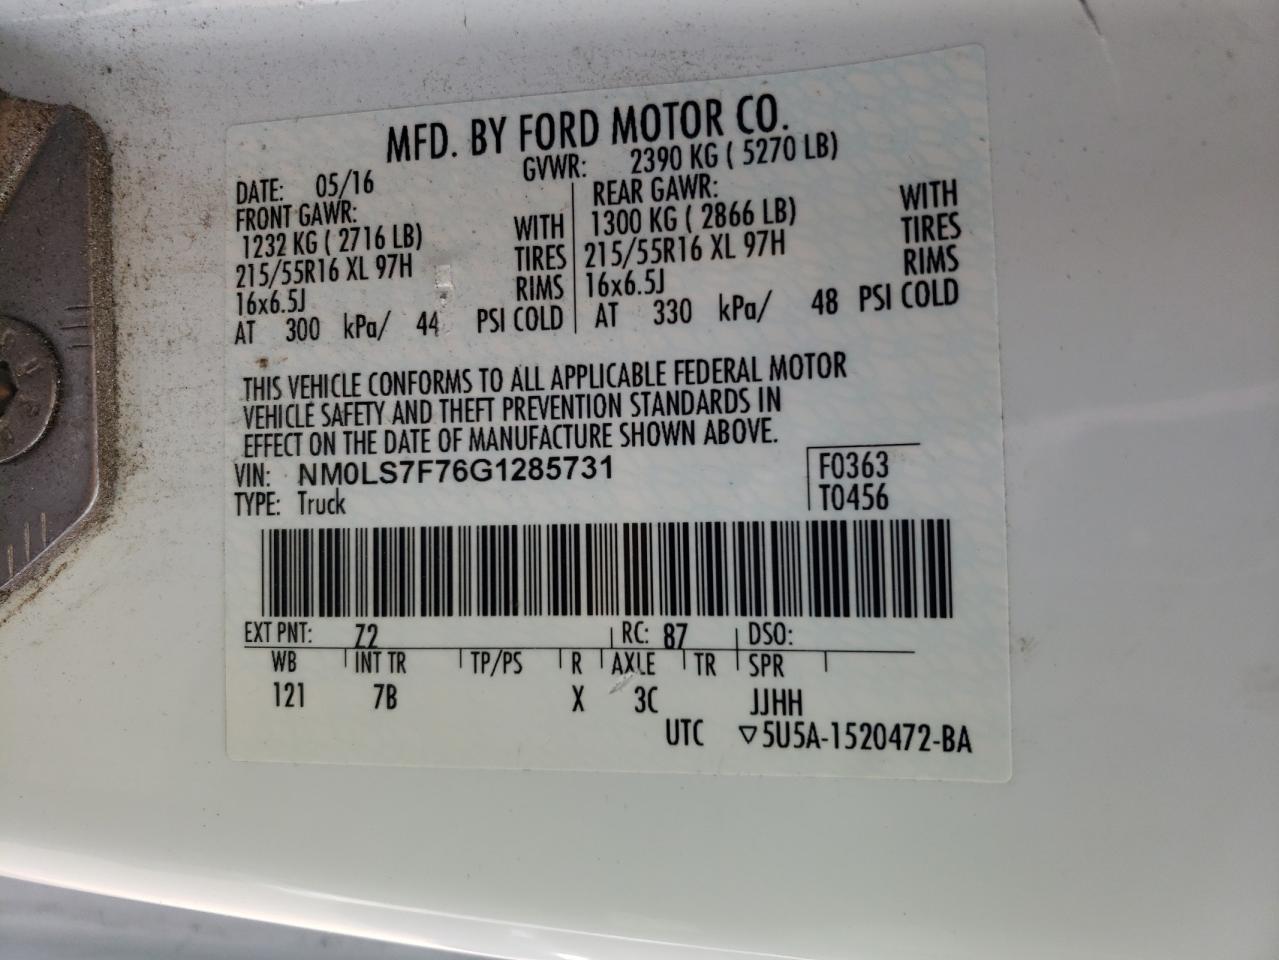 MFD. BY FORD MOTOR CO.
GVWR: 2390 KG ( 5270 LB)
DATE: 05/16
FRONT GAWR:
1232 KG ( 2716 LB) WITH
215/55R16 XL 97H TIRES
16x6.5J RIMS
AT 300 kPa/ 44 PSI COLD
REAR GAWR: WITH
1300 KG ( 2866 LB) TIRES
215/55R16 XL 97H RIMS
16x6.5J
AT 330 kPa/ 48 PSI COLD
THIS VEHICLE CONFORMS TO ALL APPLICABLE FEDERAL MOTOR
VEHICLE SAFETY AND THEFT PREVENTION STANDARDS IN
EFFECT ON THE DATE OF MANUFACTURE SHOWN ABOVE.
VIN: NM0LS7F76G1285731 F0363
TYPE: Truck T0456
EXT PNT: Z2 RC: 87 DSO:
WB INT TR TP/PS R AXLE TR SPR
121 7B X 3C JJHH
UTC ▽5U5A-1520472-BA